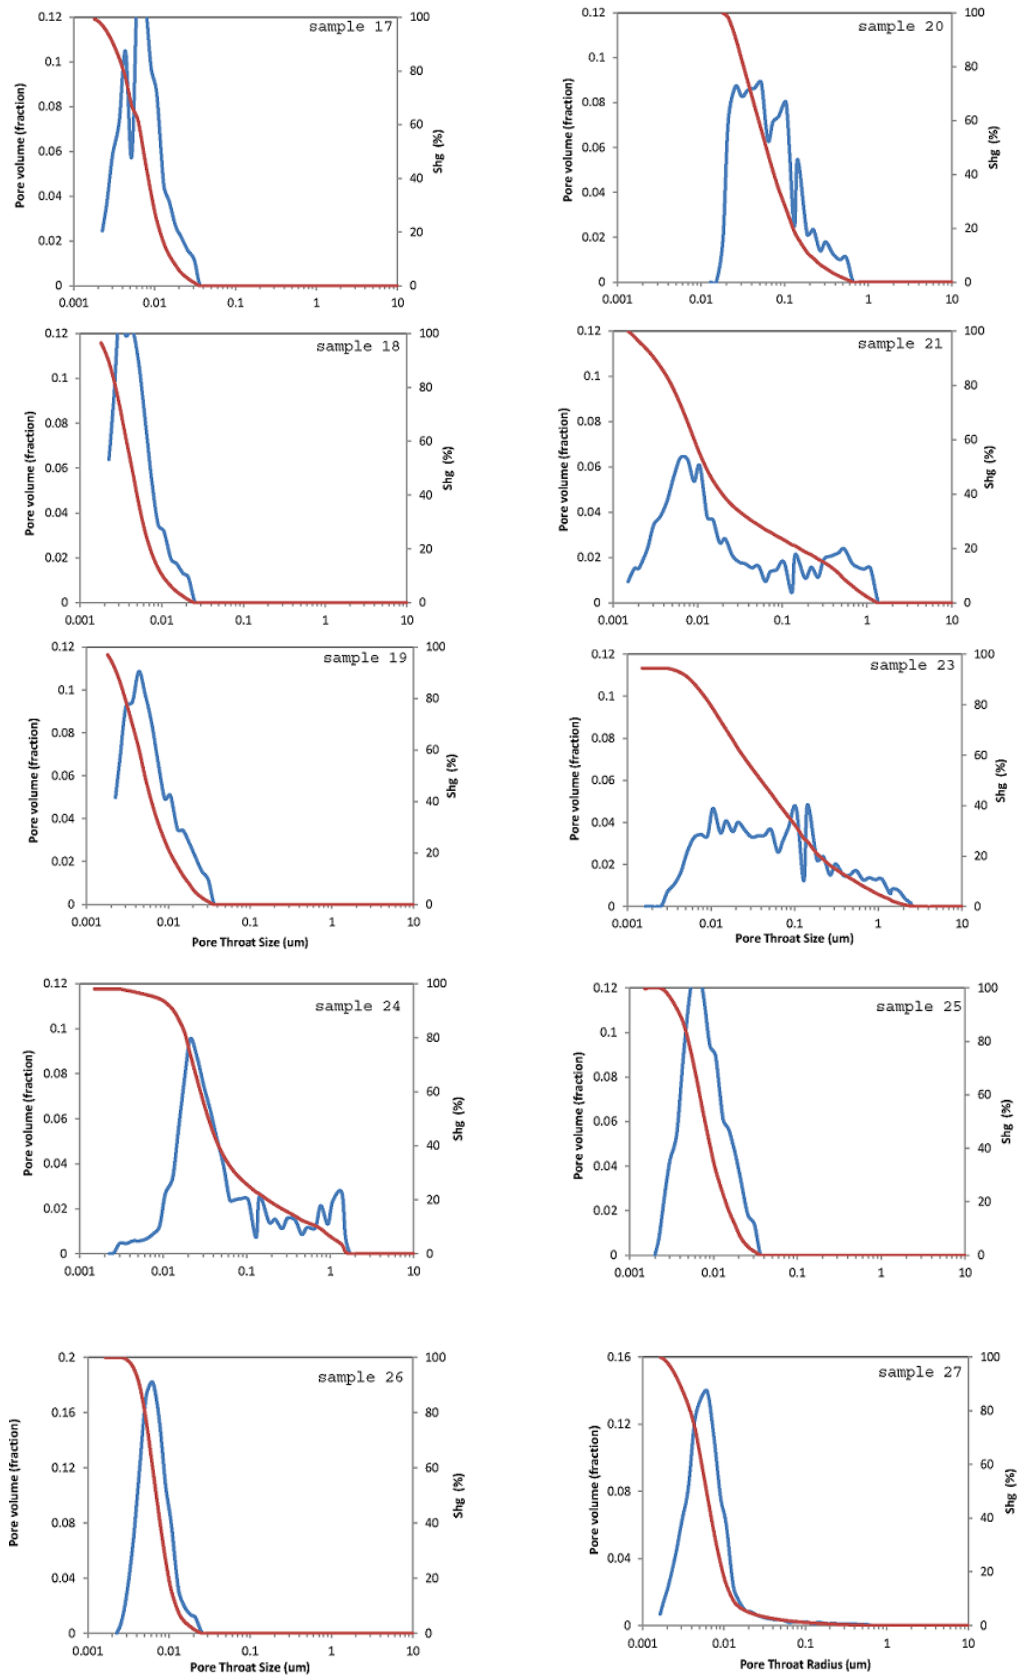 sample 17
Pore volume (fraction)
0.12
0.1
0.08
0.06
0.04
0.02
0
100
80
60
40
20
0
Shg (%)
0.001 0.01 0.1 1 10
sample 20
Pore volume (fraction)
0.12
0.1
0.08
0.06
0.04
0.02
0
100
80
60
40
20
0
Shg (%)
0.001 0.01 0.1 1 10
sample 18
Pore volume (fraction)
0.12
0.1
0.08
0.06
0.04
0.02
0
100
80
60
40
20
0
Shg (%)
0.001 0.01 0.1 1 10
sample 21
Pore volume (fraction)
0.12
0.1
0.08
0.06
0.04
0.02
0
100
80
60
40
20
0
Shg (%)
0.001 0.01 0.1 1 10
sample 19
Pore volume (fraction)
0.12
0.1
0.08
0.06
0.04
0.02
0
100
80
60
40
20
0
Shg (%)
0.001 0.01 0.1 1 10
Pore Throat Size (um)
sample 23
Pore volume (fraction)
0.12
0.1
0.08
0.06
0.04
0.02
0
100
80
60
40
20
0
Shg (%)
0.001 0.01 0.1 1 10
Pore Throat Size (um)
sample 24
Pore volume (fraction)
0.12
0.1
0.08
0.06
0.04
0.02
0
100
80
60
40
20
0
Shg (%)
0.001 0.01 0.1 1 10
sample 25
Pore volume (fraction)
0.12
0.1
0.08
0.06
0.04
0.02
0
100
80
60
40
20
0
Shg (%)
0.001 0.01 0.1 1 10
sample 26
Pore volume (fraction)
0.2
0.16
0.12
0.08
0.04
0
100
80
60
40
20
0
Shg (%)
0.001 0.01 0.1 1 10
Pore Throat Size (um)
sample 27
Pore volume (fraction)
0.16
0.12
0.08
0.04
0
100
80
60
40
20
0
Shg (%)
0.001 0.01 0.1 1 10
Pore Throat Radius (um)